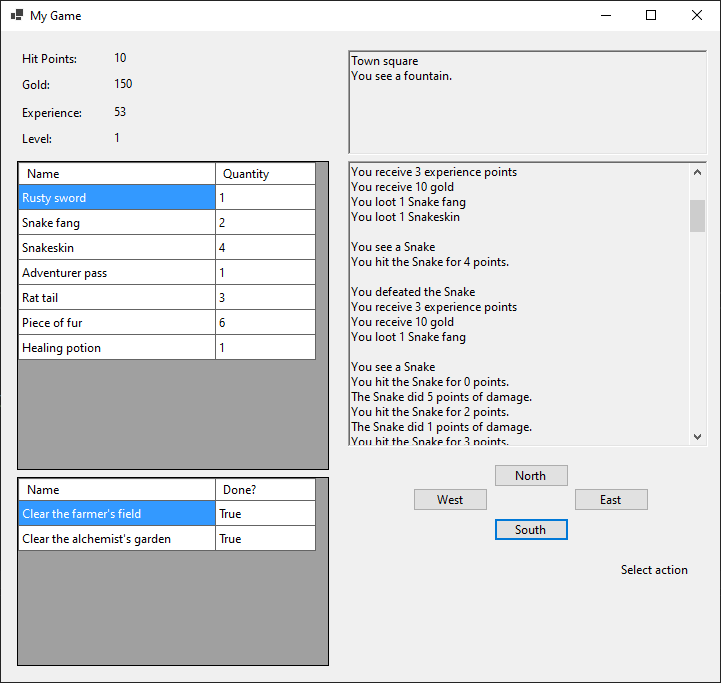 My Game
Hit Points: 10
Gold: 150
Experience: 53
Level: 1
Name Quantity
Rusty sword 1
Snake fang 2
Snakeskin 4
Adventurer pass 1
Rat tail 3
Piece of fur 6
Healing potion 1
Name Done?
Clear the farmer's field True
Clear the alchemist's garden True
Town square
You see a fountain.
You receive 3 experience points
You receive 10 gold
You loot 1 Snake fang
You loot 1 Snakeskin
You see a Snake
You hit the Snake for 4 points.
You defeated the Snake
You receive 3 experience points
You receive 10 gold
You loot 1 Snake fang
You see a Snake
You hit the Snake for 0 points.
The Snake did 5 points of damage.
You hit the Snake for 2 points.
The Snake did 1 points of damage.
You hit the Snake for 3 points.
North
West East
South
Select action